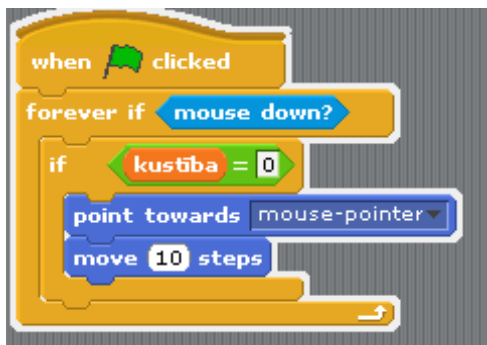 when clicked
forever if mouse down?
if kustība = 0
point towards mouse-pointer
move 10 steps